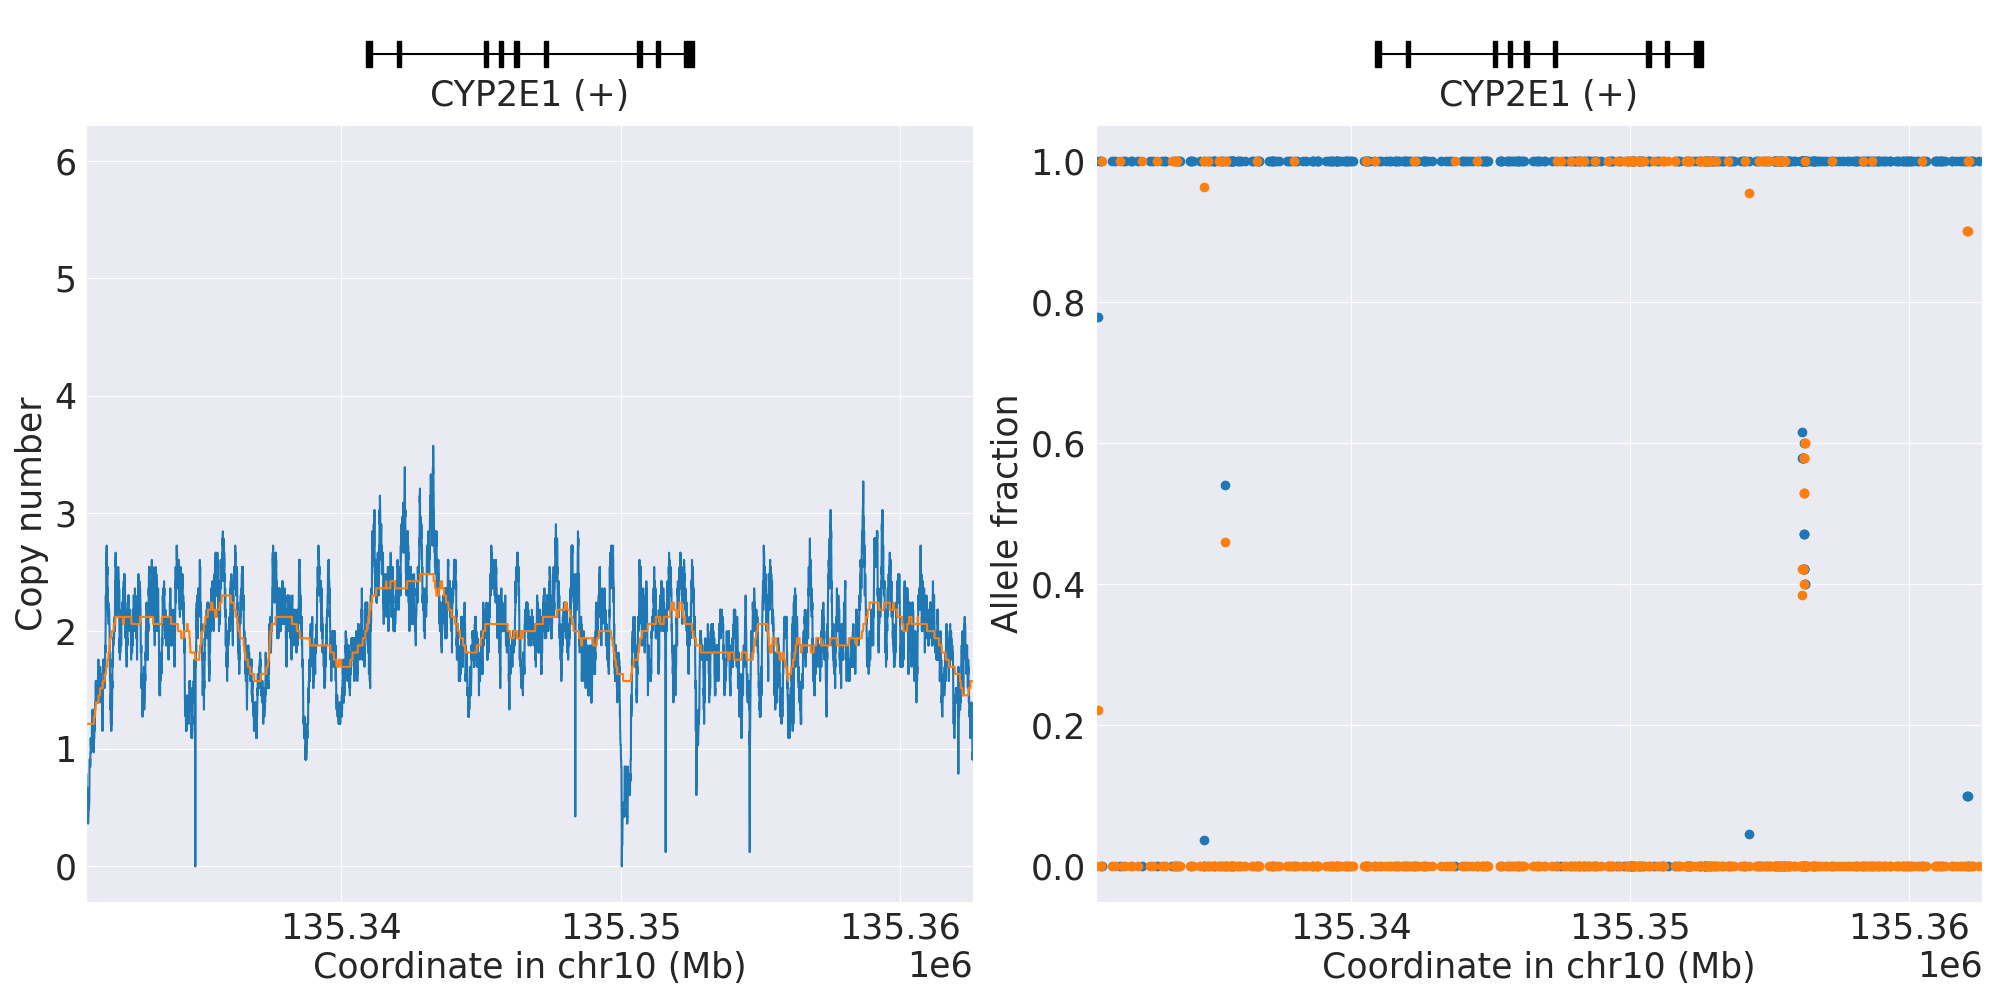 CYP2E1 (+)
6
5
4
3
2
1
0
Copy number
135.34 135.35 135.36
Coordinate in chr10 (Mb) 1e6
CYP2E1 (+)
1.0
0.8
0.6
0.4
0.2
0.0
Allele fraction
135.34 135.35 135.36
Coordinate in chr10 (Mb) 1e6